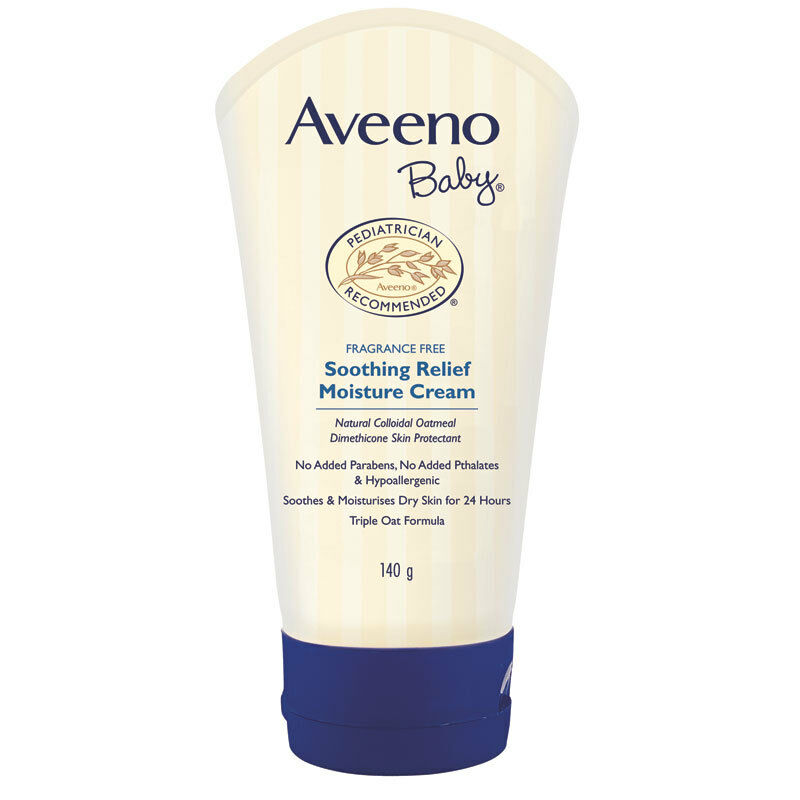 Aveeno
Baby®
PEDIATRICIAN
Aveeno®
RECOMMENDED®
FRAGRANCE FREE
Soothing Relief
Moisture Cream
Natural Colloidal Oatmeal
Dimethicone Skin Protectant
No Added Parabens, No Added Pthalates
& Hypoallergenic
Soothes & Moisturises Dry Skin for 24 Hours
Triple Oat Formula
140 g